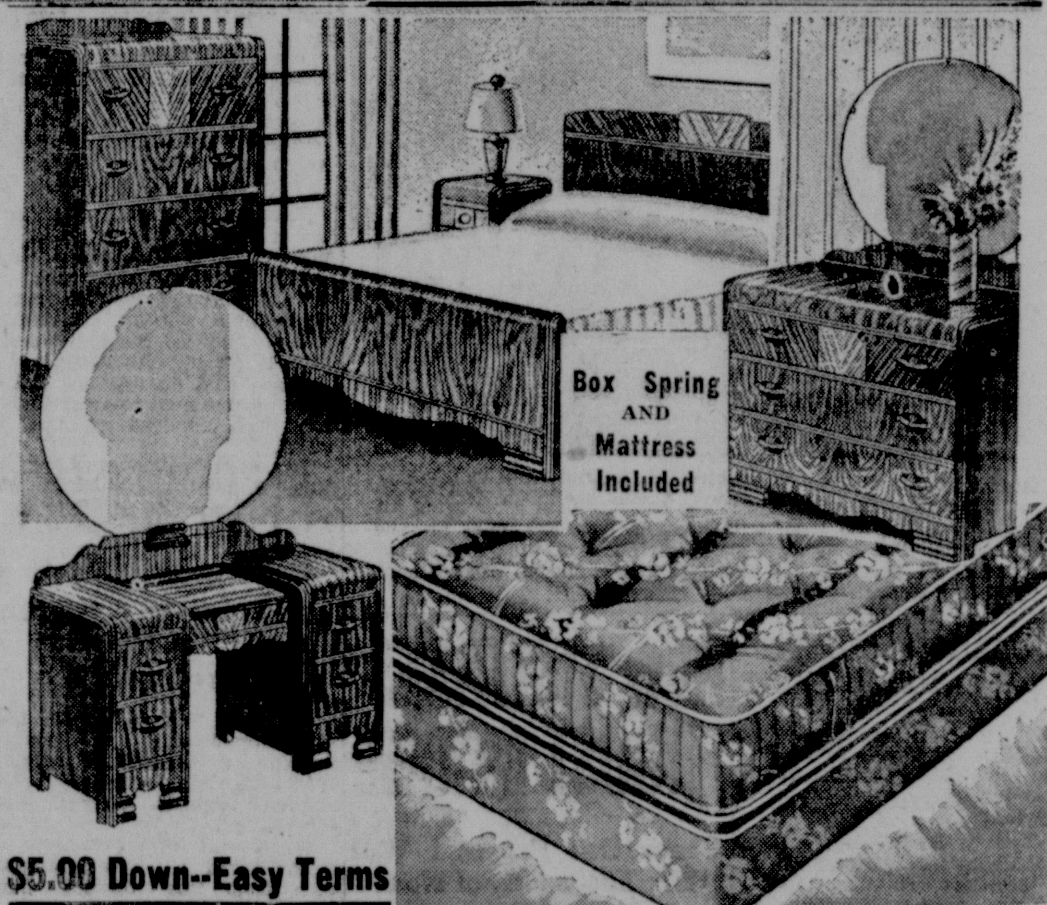 Box Spring
AND
Mattress
Included
$5.00 Down--Easy Terms